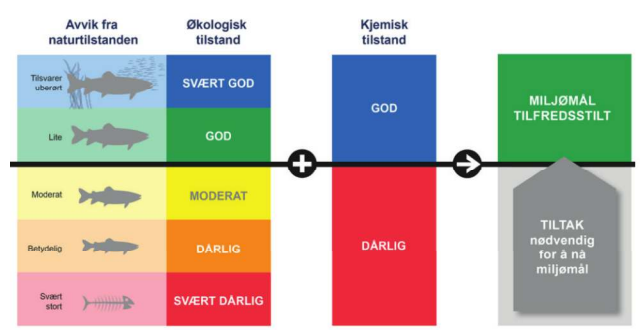 Avvik fra
naturtilstanden
Økologisk
tilstand
Kjemisk
tilstand
Tilsvarer
uberørt
SVÆRT GOD
Lite
GOD
Moderat
MODERAT
Betydelig
DÅRLIG
Svært
stort
SVÆRT DÅRLIG
GOD
DÅRLIG
MILJØMÅL
TILFREDSSTILT
TILTAK
nødvendig
for å nå
miljømål